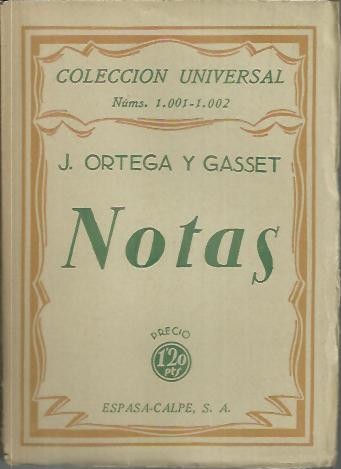 COLECCION UNIVERSAL
Núms. 1.001-1.002
J. ORTEGA Y GASSET
Notas
PRECIO
1'20
pts
ESPASA-CALPE, S. A.